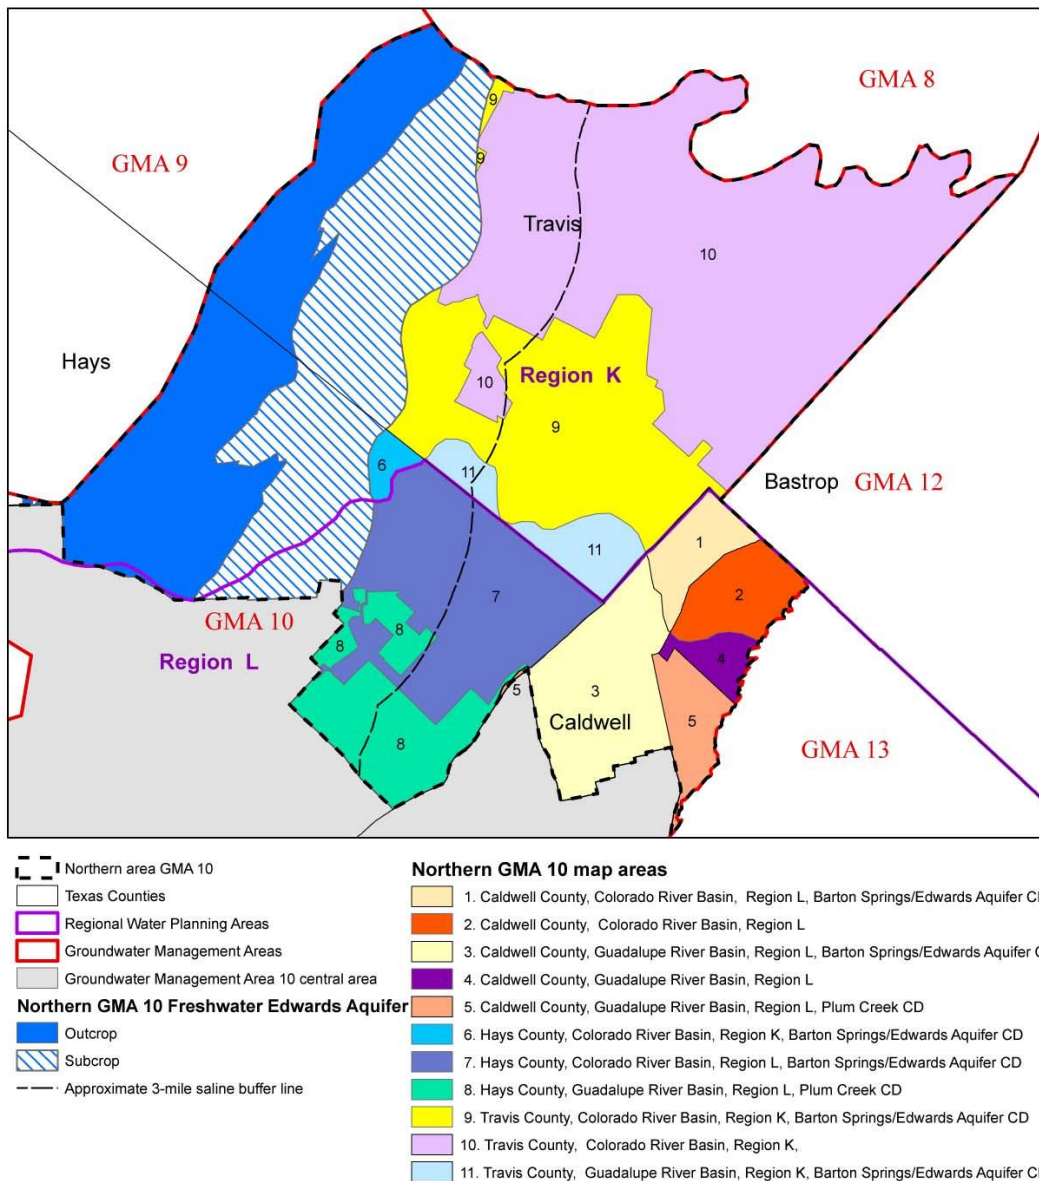 GMA 8
GMA 9
9
9
Travis
10
Hays
10
Region K
9
6
11
Bastrop
GMA 12
11
1
7
2
GMA 10
8
8
4
Region L
5
3
5
Caldwell
8
GMA 13
Northern area GMA 10
Texas Counties
Regional Water Planning Areas
Groundwater Management Areas
Groundwater Management Area 10 central area
Northern GMA 10 Freshwater Edwards Aquifer
Outcrop
Subcrop
Approximate 3-mile saline buffer line
Northern GMA 10 map areas
1. Caldwell County, Colorado River Basin, Region L, Barton Springs/Edwards Aquifer CD
2. Caldwell County, Colorado River Basin, Region L
3. Caldwell County, Guadalupe River Basin, Region L, Barton Springs/Edwards Aquifer C
4. Caldwell County, Guadalupe River Basin, Region L
5. Caldwell County, Guadalupe River Basin, Region L, Plum Creek CD
6. Hays County, Colorado River Basin, Region K, Barton Springs/Edwards Aquifer CD
7. Hays County, Colorado River Basin, Region L, Barton Springs/Edwards Aquifer CD
8. Hays County, Guadalupe River Basin, Region L, Plum Creek CD
9. Travis County, Colorado River Basin, Region K, Barton Springs/Edwards Aquifer CD
10. Travis County, Colorado River Basin, Region K,
11. Travis County, Guadalupe River Basin, Region K, Barton Springs/Edwards Aquifer CD